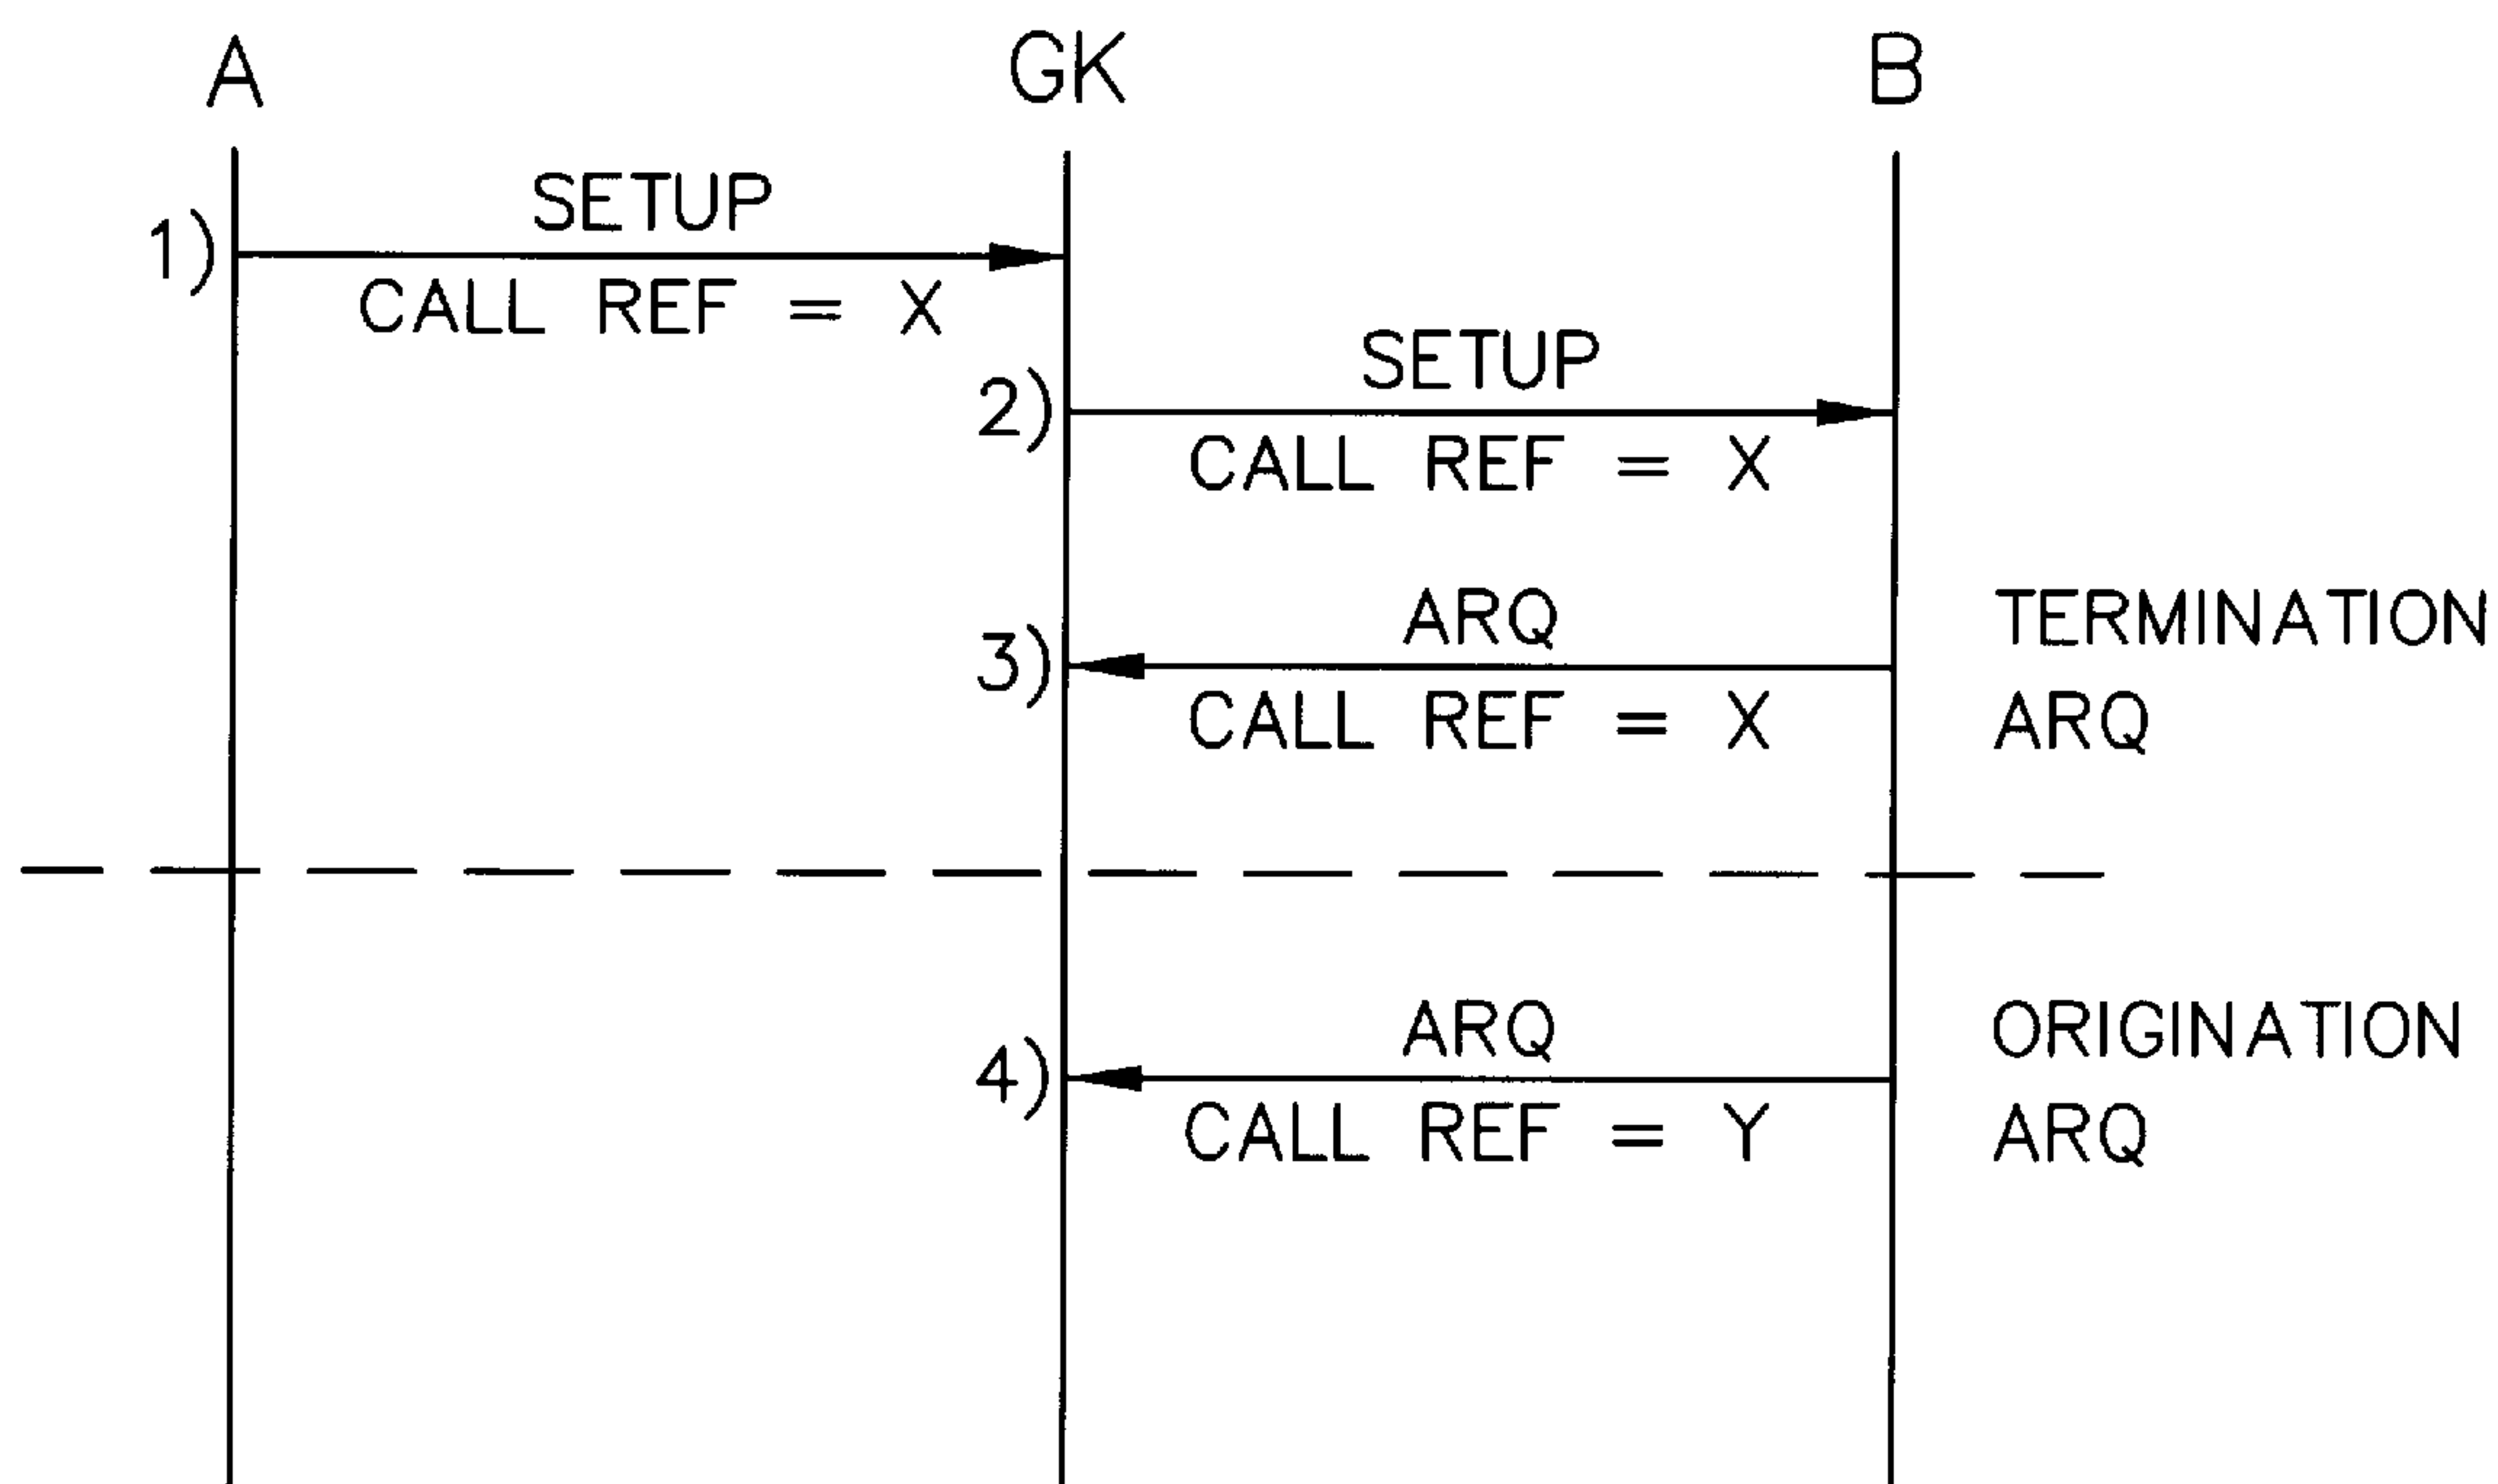 A GK B
SETUP
1)
CALL REF = X
SETUP
2)
CALL REF = X
ARQ TERMINATION
3)
CALL REF = X ARQ
ARQ ORIGINATION
4)
CALL REF = Y ARQ